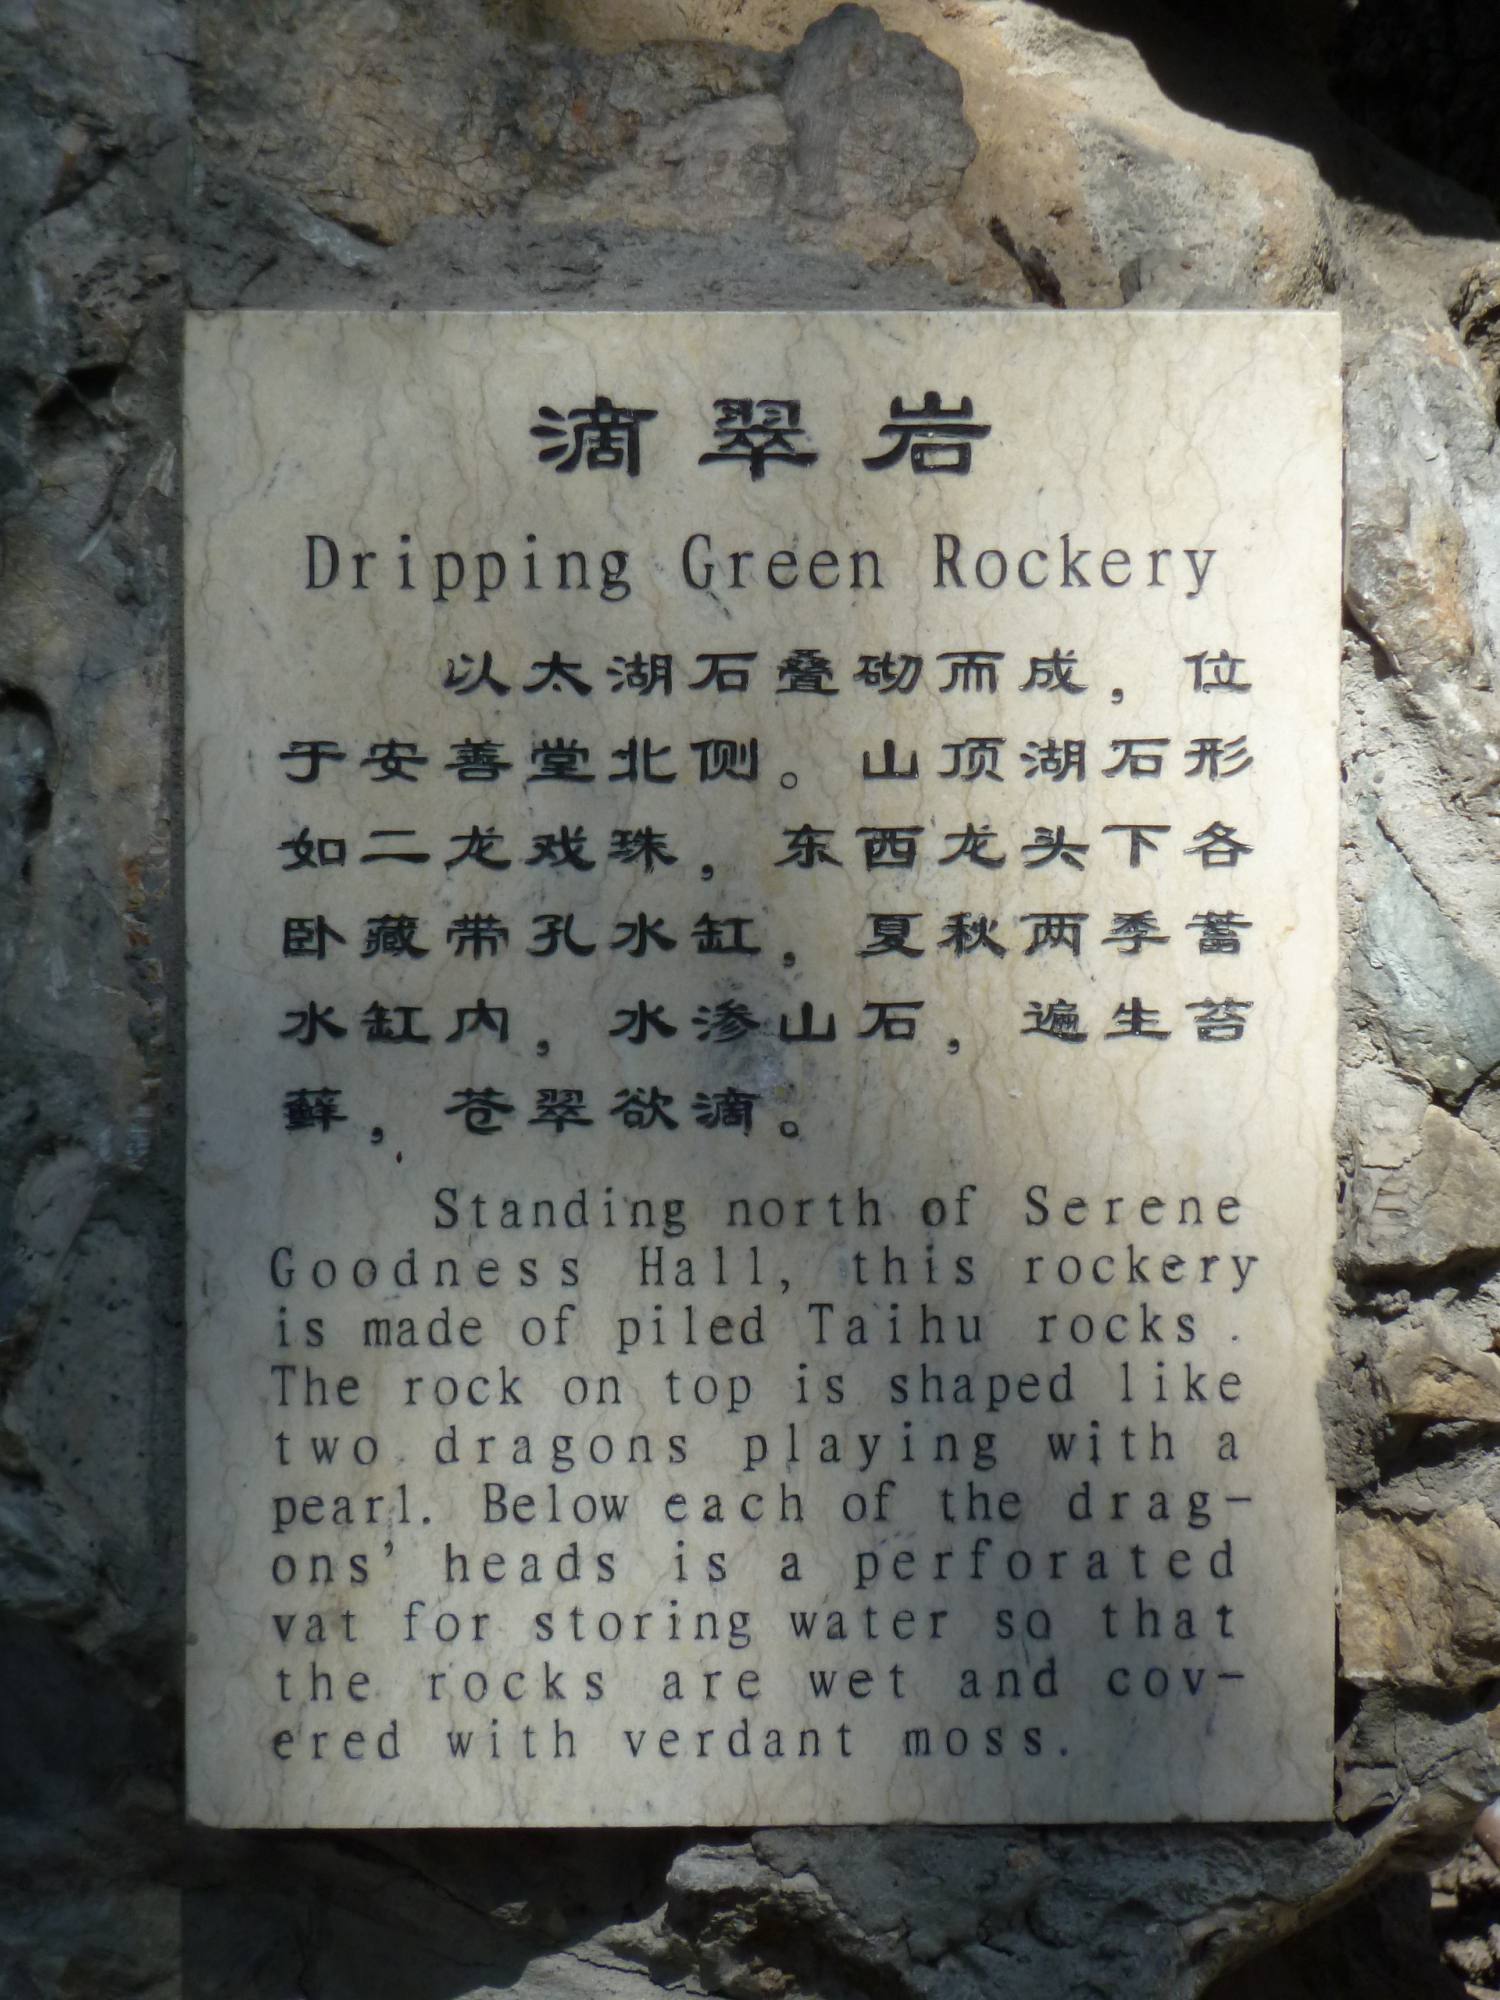 滴翠岩
Dripping Green Rockery
以太湖石叠砌而成，位
于安善堂北侧。山顶湖石形
如二龙戏珠，东西龙头下各
卧藏带孔水缸，夏秋两季蓄
水缸内，水渗山石，遍生苔
藓，苍翠欲滴。
Standing north of Serene
Goodness Hall, this rockery
is made of piled Taihu rocks .
The rock on top is shaped like
two dragons playing with a
pearl. Below each of the drag-
ons' heads is a perforated
vat for storing water so that
the rocks are wet and cov-
ered with verdant moss.